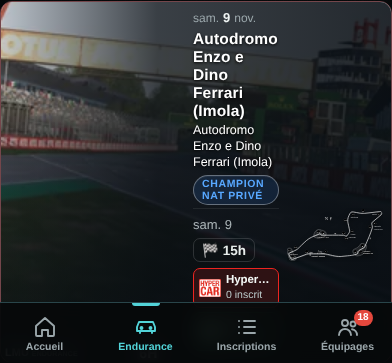 sam. 9 nov.
Autodromo
Enzo e
Dino
Ferrari
(Imola)
Autodromo
Enzo e Dino
Ferrari (Imola)
CHAMPION
NAT PRIVÉ
sam. 9
15h
HYPER
CAR
Hyper...
0 inscrit
18
Accueil
Endurance
Inscriptions
Équipages